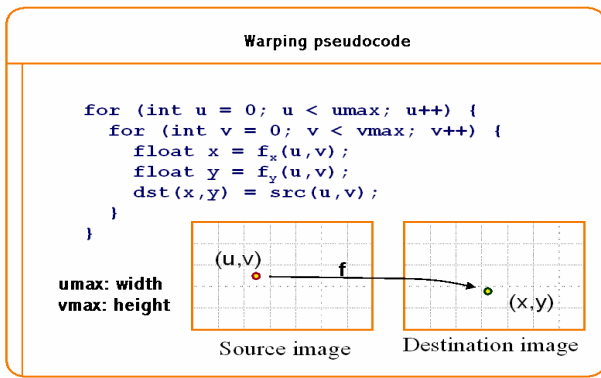 Warping pseudocode
for (int u = 0; u < umax; u++) {
for (int v = 0; v < vmax; v++) {
float x = fx(u,v);
float y = fy(u,v);
dst(x,y) = src(u,v);
}
}
umax: width
vmax: height
(u,v)
f
(x,y)
Source image
Destination image